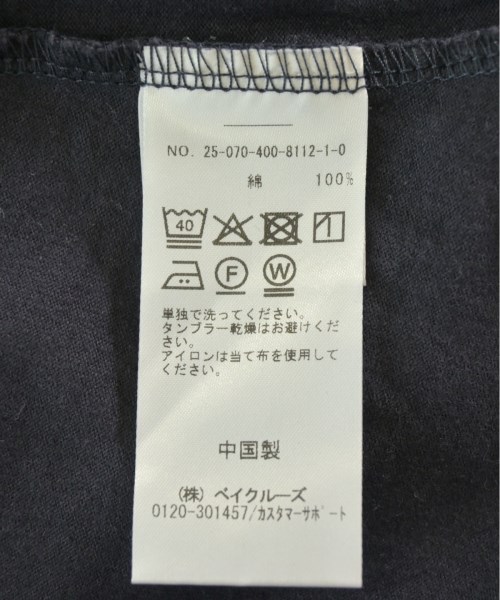 NO. 25-070-400-8112-1-0
綿 100%
40
F W
単独で洗ってください。
タンブラー乾燥はお避けくだ
さい。
アイロンは当て布を使用して
ください。
中国製
(株) ベイクルーズ
0120-301457/カスタマーサポート